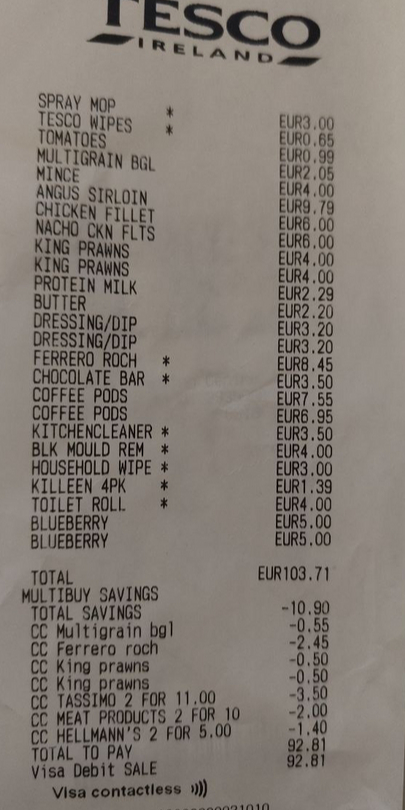 TESCO
IRELAND
SPRAY MOP * EUR3.00
TESCO WIPES * EUR0.65
TOMATOES EUR0.99
MULTIGRAIN BGL EUR2.05
MINCE EUR4.00
ANGUS SIRLOIN EUR9.79
CHICKEN FILLET EUR6.00
NACHO CKN FLTS EUR6.00
KING PRAWNS EUR4.00
KING PRAWNS EUR4.00
PROTEIN MILK EUR2.29
BUTTER EUR2.20
DRESSING/DIP EUR3.20
DRESSING/DIP EUR3.20
FERRERO ROCH * EUR8.45
CHOCOLATE BAR * EUR3.50
COFFEE PODS EUR7.55
COFFEE PODS EUR6.95
KITCHENCLEANER * EUR3.50
BLK MOULD REM * EUR4.00
HOUSEHOLD WIPE * EUR3.00
KILLEEN 4PK * EUR1.39
TOILET ROLL * EUR4.00
BLUEBERRY EUR5.00
BLUEBERRY EUR5.00
TOTAL EUR103.71
MULTIBUY SAVINGS
TOTAL SAVINGS -10.90
CC Multigrain bgl -0.55
CC Ferrero roch -2.45
CC King prawns -0.50
CC King prawns -0.50
CC TASSIMO 2 FOR 11.00 -3.50
CC MEAT PRODUCTS 2 FOR 10 -2.00
CC HELLMANN'S 2 FOR 5.00 -1.40
TOTAL TO PAY 92.81
Visa Debit SALE 92.81
Visa contactless